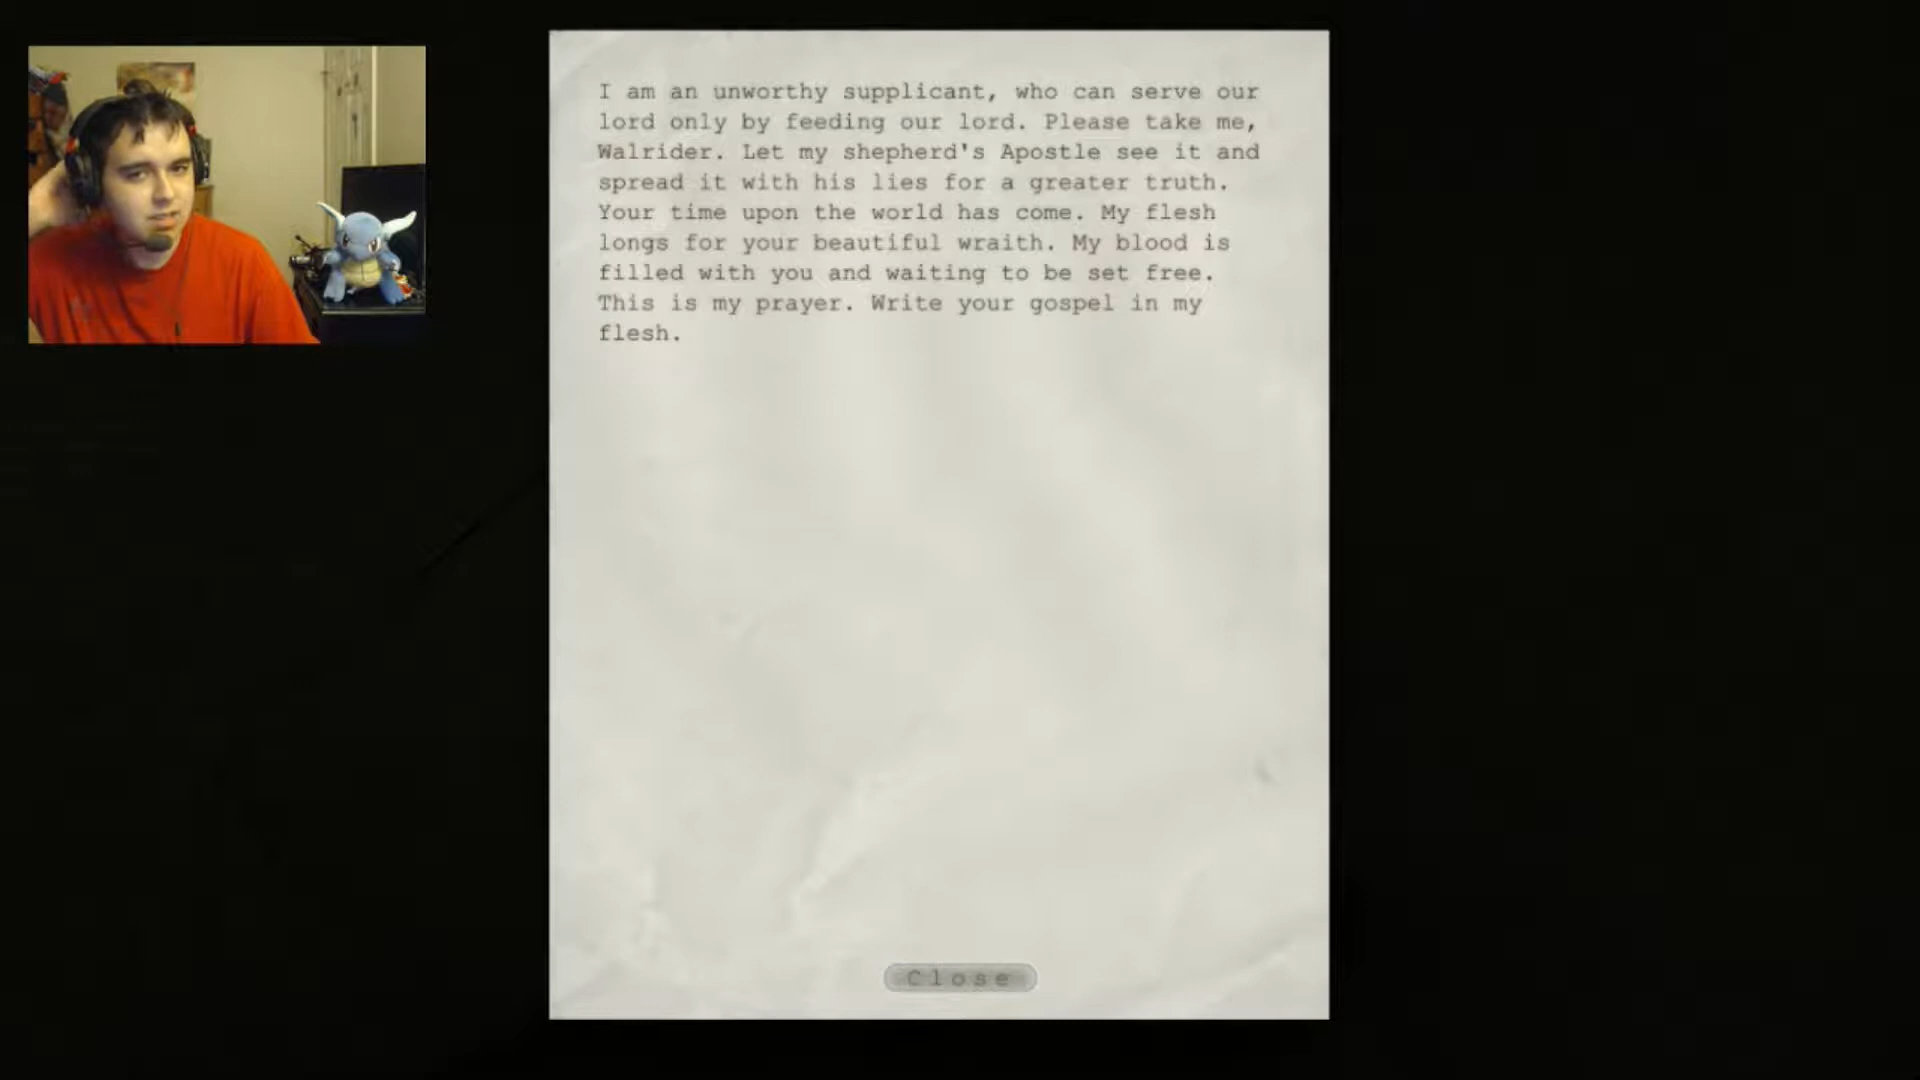 I am an unworthy supplicant, who can serve our
lord only by feeding our lord. Please take me,
Walrider. Let my shepherd's Apostle see it and
spread it with his lies for a greater truth.
Your time upon the world has come. My flesh
longs for your beautiful wraith. My blood is
filled with you and waiting to be set free.
This is my prayer. Write your gospel in my
flesh.
Close